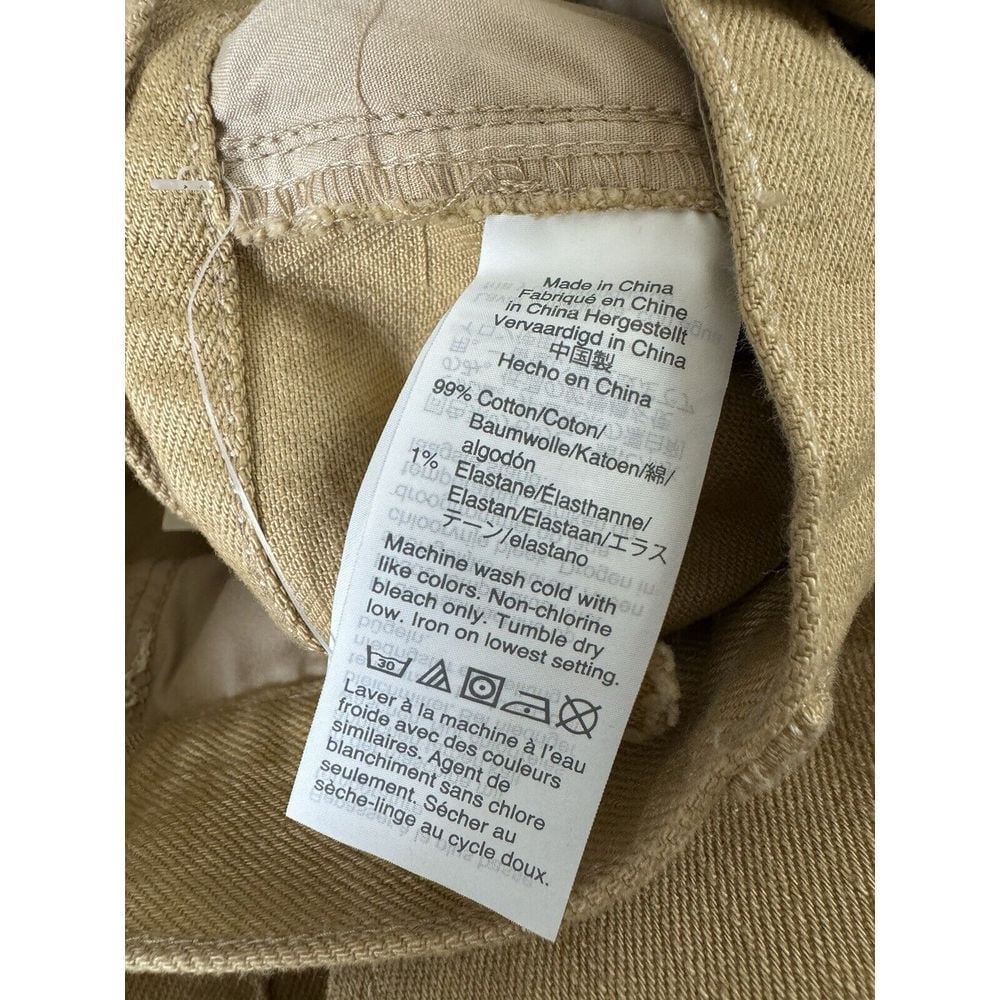 Made in China
Fabriqué en Chine
in China Hergestellt
Vervaardigd in China
中国製
Hecho en China
99% Cotton/Coton/
Baumwolle/Katoen/綿/
algodón
1% Elastane/Élasthanne/
Elastan/Elastaan/エラス
テーン/elastano
Machine wash cold with
like colors. Non-chlorine
bleach only. Tumble dry
low. Iron on lowest setting.
30
Laver à la machine à l'eau
froide avec des couleurs
similaires. Agent de
blanchiment sans chlore
seulement. Sécher au
sèche-linge au cycle doux.